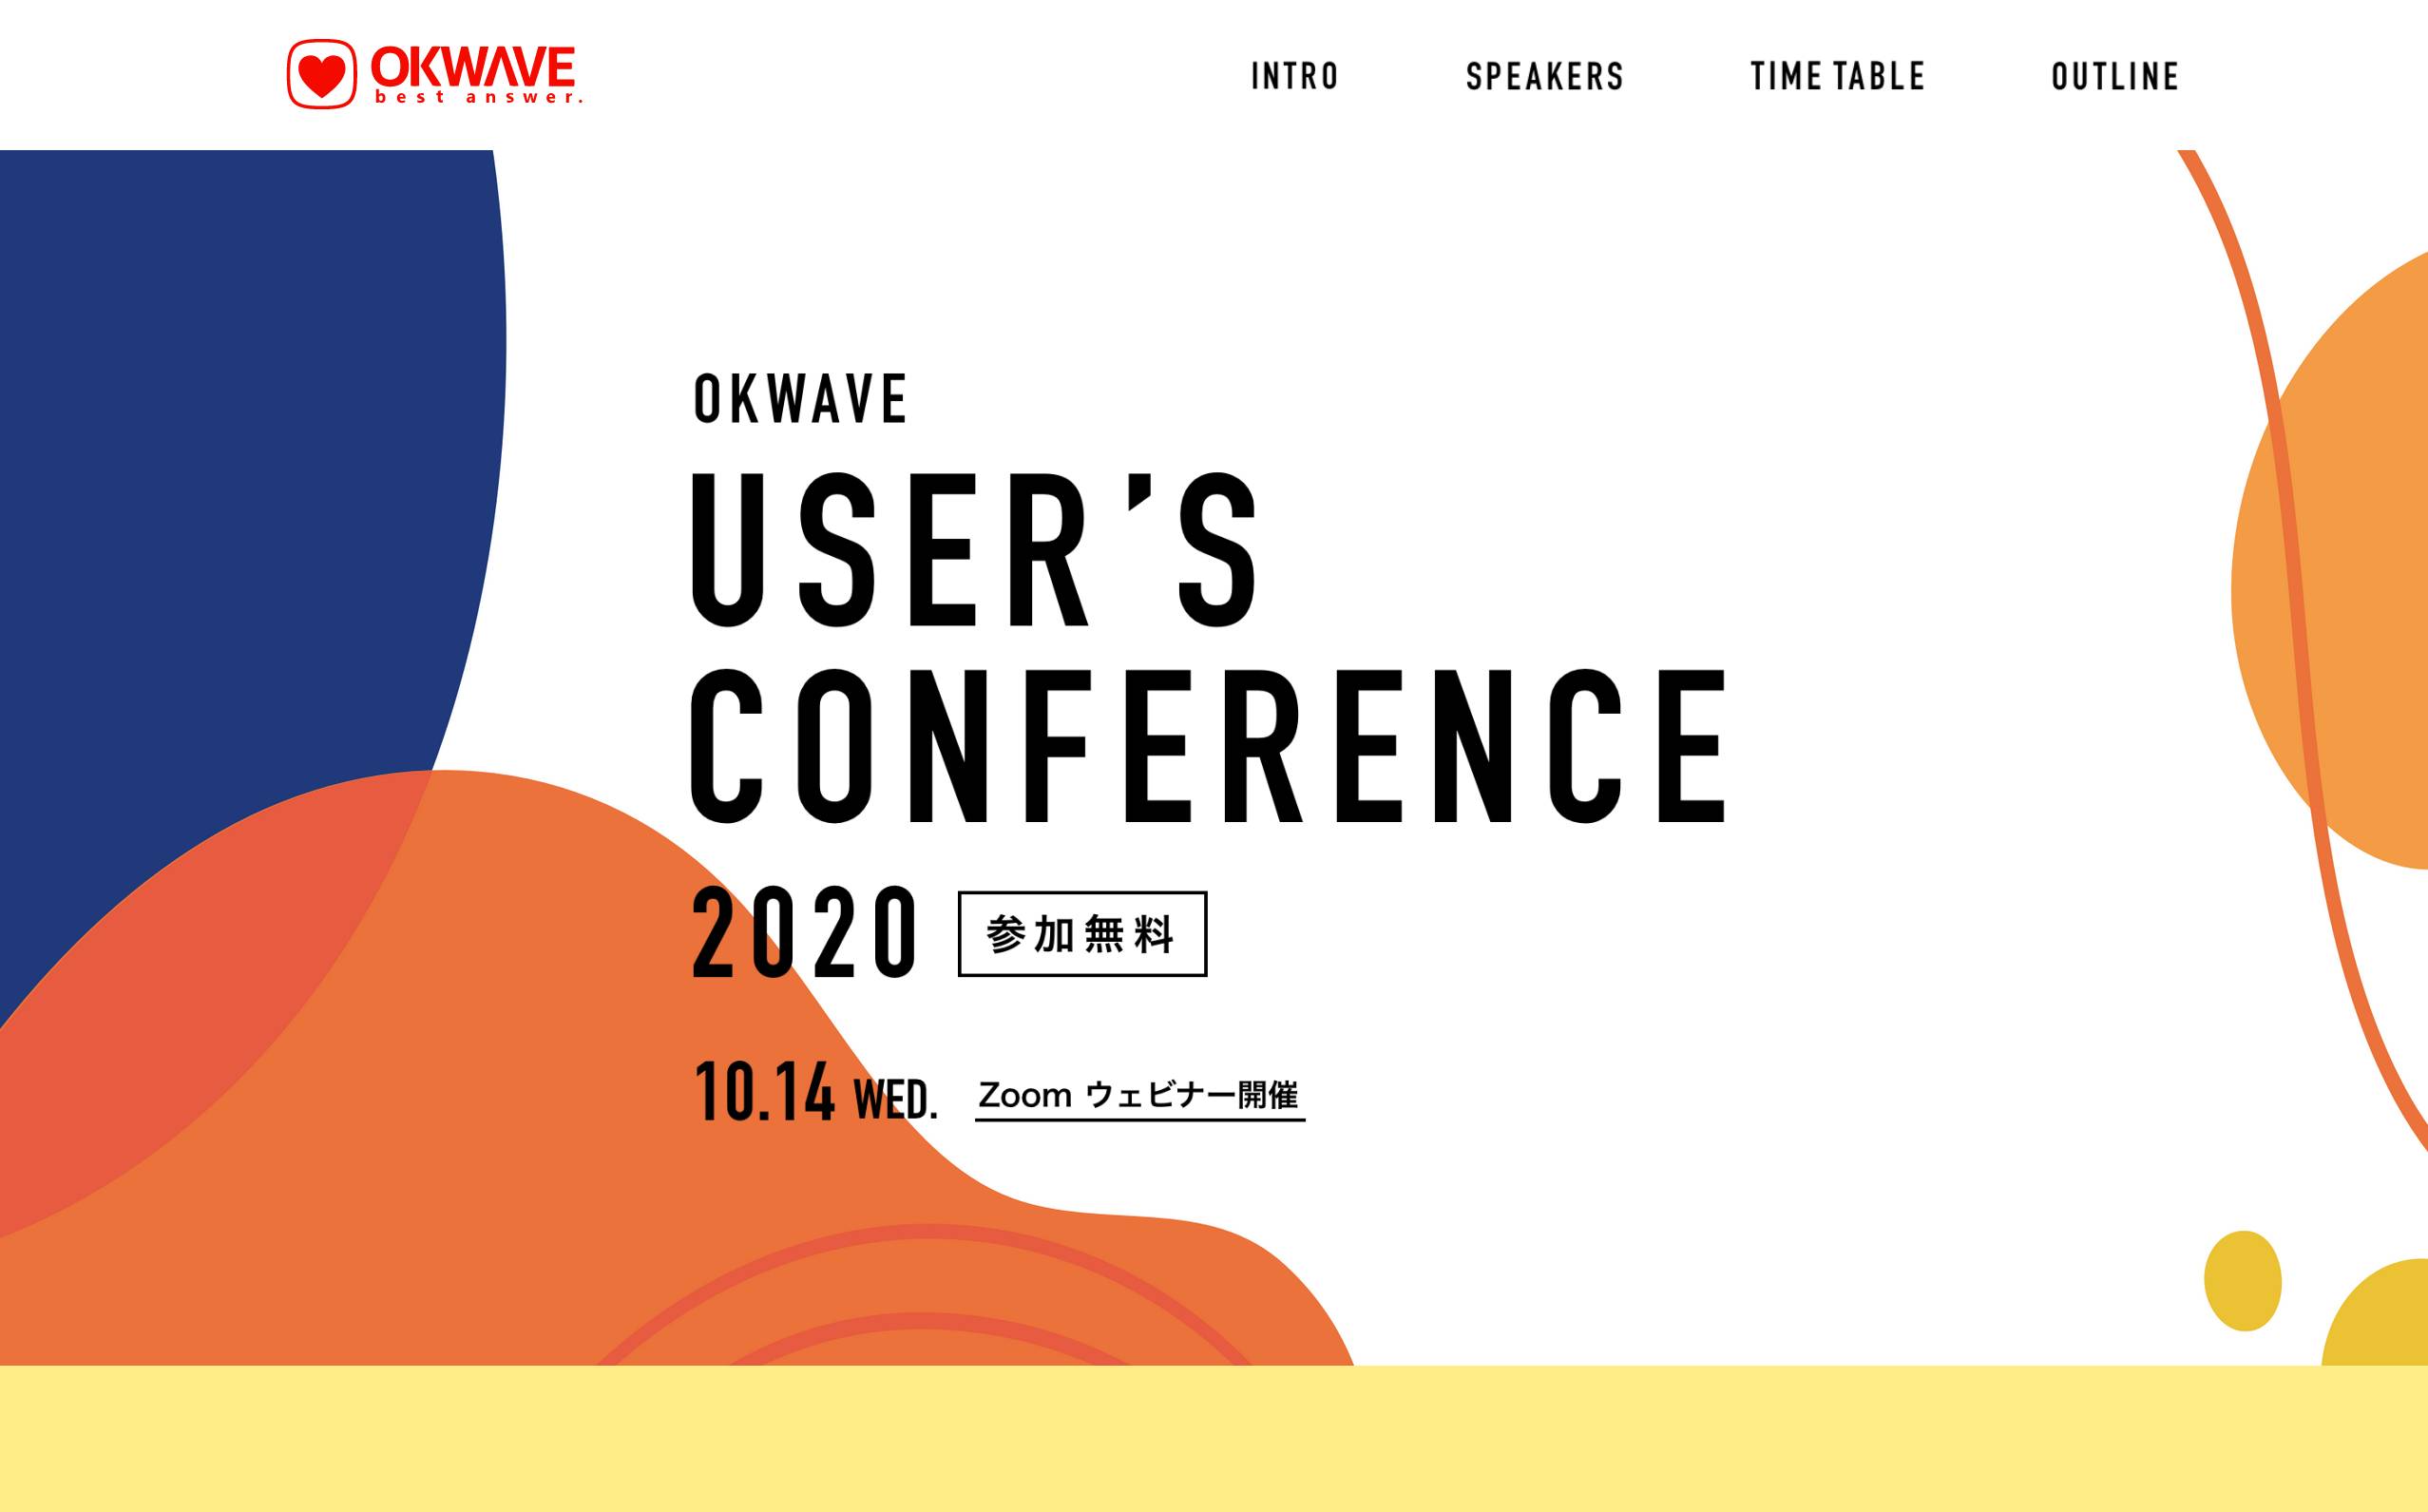 OKWAVE
best answer.
INTRO SPEAKERS TIME TABLE OUTLINE
OKWAVE
USER'S
CONFERENCE
2020 参加無料
10.14 WED. Zoom ウェビナー開催